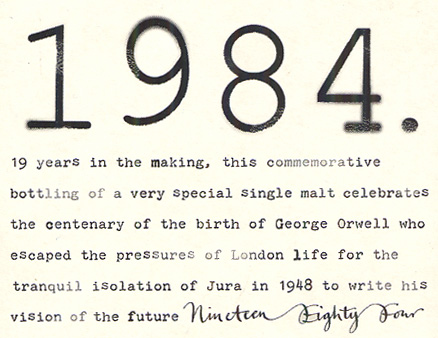 1984.
19 years in the making, this commemorative
bottling of a very special single malt celebrates
the centenary of the birth of George Orwell who
escaped the pressures of London life for the
tranquil isolation of Jura in 1948 to write his
vision of the future Nineteen Eighty Four